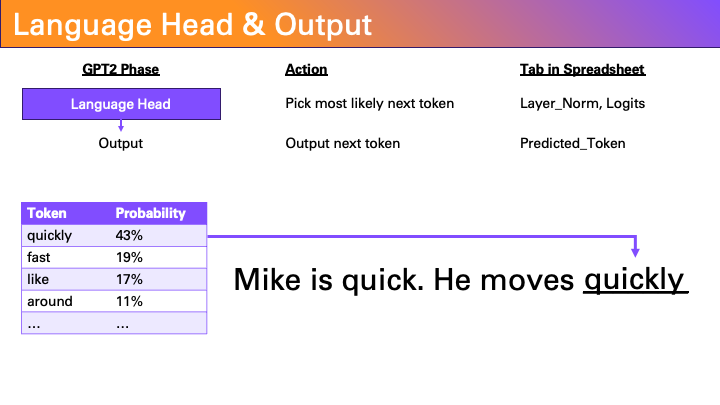 Language Head & Output
GPT2 Phase Action Tab in Spreadsheet
Language Head Pick most likely next token Layer_Norm, Logits
Output Output next token Predicted_Token
Token Probability
quickly 43%
fast 19%
like 17%
around 11%
... ...
Mike is quick. He moves quickly